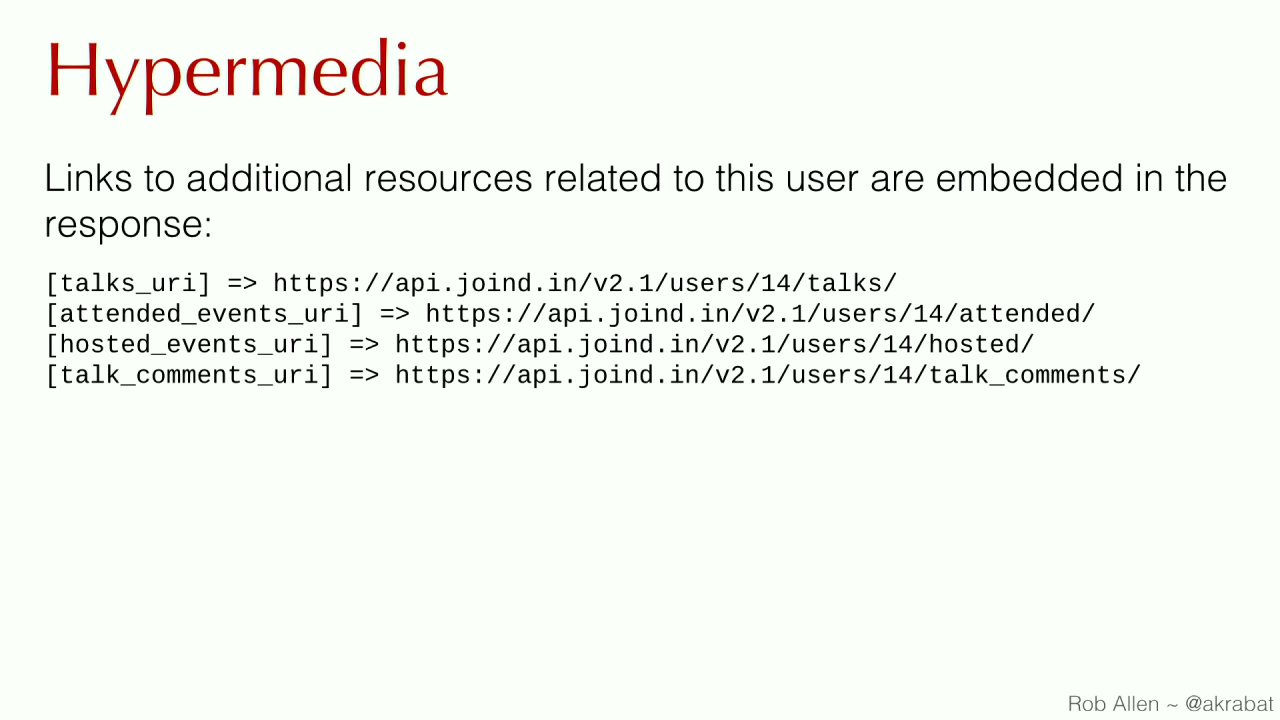 Hypermedia
Links to additional resources related to this user are embedded in the
response:
[talks_uri] => https://api.joind.in/v2.1/users/14/talks/
[attended_events_uri] => https://api.joind.in/v2.1/users/14/attended/
[hosted_events_uri] => https://api.joind.in/v2.1/users/14/hosted/
[talk_comments_uri] => https://api.joind.in/v2.1/users/14/talk_comments/
Rob Allen ~ @akrabat